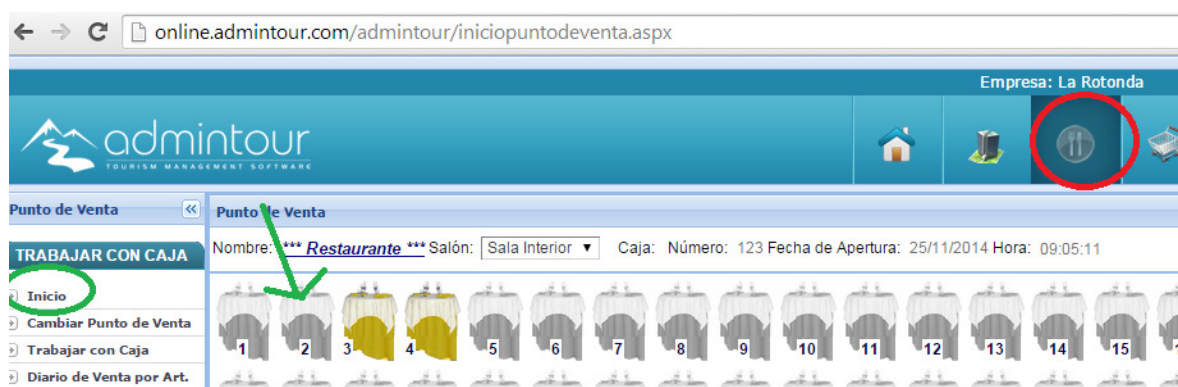 online.admintour.com/admintour/iniciopuntodeventa.aspx
Empresa: La Rotonda
admintour
TOURISM MANAGEMENT SOFTWARE
Punto de Venta
Punto de Venta
TRABAJAR CON CAJA
Nombre: *** Restaurante *** Salón: Sala Interior Caja: Número: 123 Fecha de Apertura: 25/11/2014 Hora: 09:05:11
Inicio
Cambiar Punto de Venta
Trabajar con Caja
Diario de Venta por Art.
1 2 3 4 5 6 7 8 9 10 11 12 13 14 15